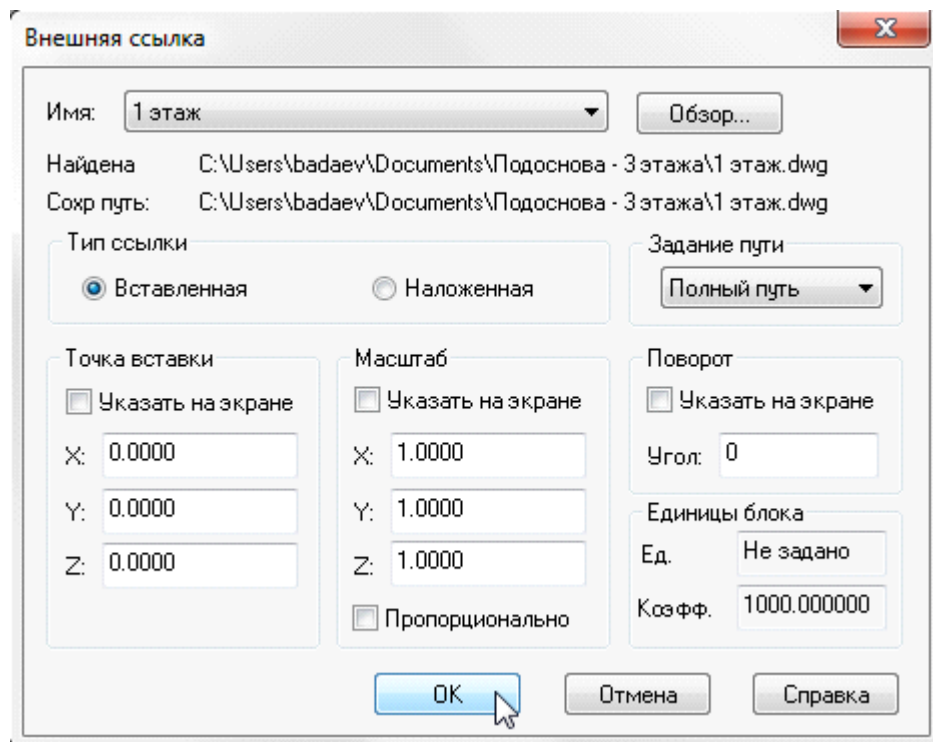 Внешняя ссылка
Имя: 1 этаж Обзор...
Найдена C:\Users\badaev\Documents\Подоснова - 3 этажа\1 этаж.dwg
Сохр путь: C:\Users\badaev\Documents\Подоснова - 3 этажа\1 этаж.dwg
Тип ссылки Задание пути
Вставленная Наложенная Полный путь
Точка вставки Масштаб Поворот
Указать на экране Указать на экране Указать на экране
X: 0.0000 X: 1.0000 Угол: 0
Y: 0.0000 Y: 1.0000 Единицы блока
Z: 0.0000 Z: 1.0000 Ед. Не задано
Пропорционально Коэфф. 1000.000000
OK Отмена Справка